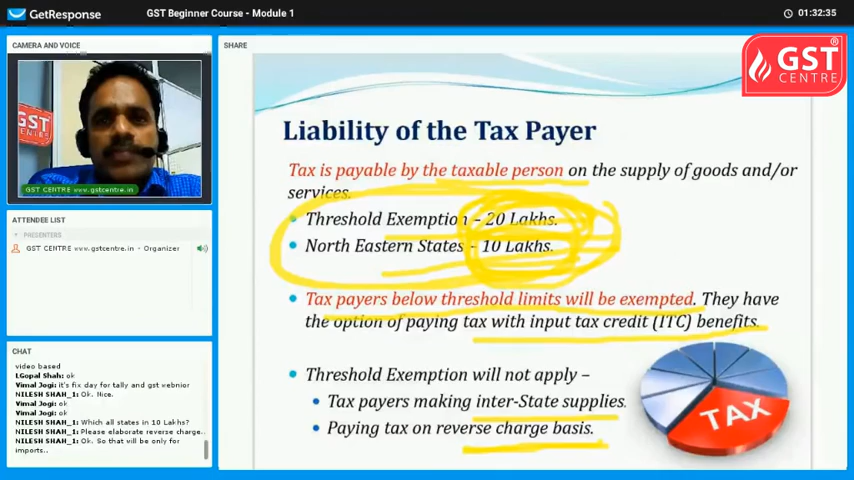 GetResponse
GST Beginner Course - Module 1
01:32:35
CAMERA AND VOICE
GST
CENTRE
GST CENTRE www.gstcentre.in
ATTENDEE LIST
PRESENTERS
GST CENTRE www.gstcentre.in - Organizer
CHAT
video based
LGopal Shah: ok
Vimal Jogi: it's fix day for tally and gst webnior
NILESH SHAH_1: Ok. Nice.
Vimal Jogi: ok
Vimal Jogi: ok
NILESH SHAH_1: Which all states in 10 Lakhs?
NILESH SHAH_1: Please elaborate reverse charge..
NILESH SHAH_1: Ok. So that will be only for
imports..
SHARE
GST
CENTRE
®
Liability of the Tax Payer
Tax is payable by the taxable person on the supply of goods and/or
services.
• Threshold Exemption – 20 Lakhs.
• North Eastern States - 10 Lakhs.
• Tax payers below threshold limits will be exempted. They have
the option of paying tax with input tax credit (ITC) benefits.
• Threshold Exemption will not apply –
• Tax payers making inter-State supplies.
• Paying tax on reverse charge basis.
TAX